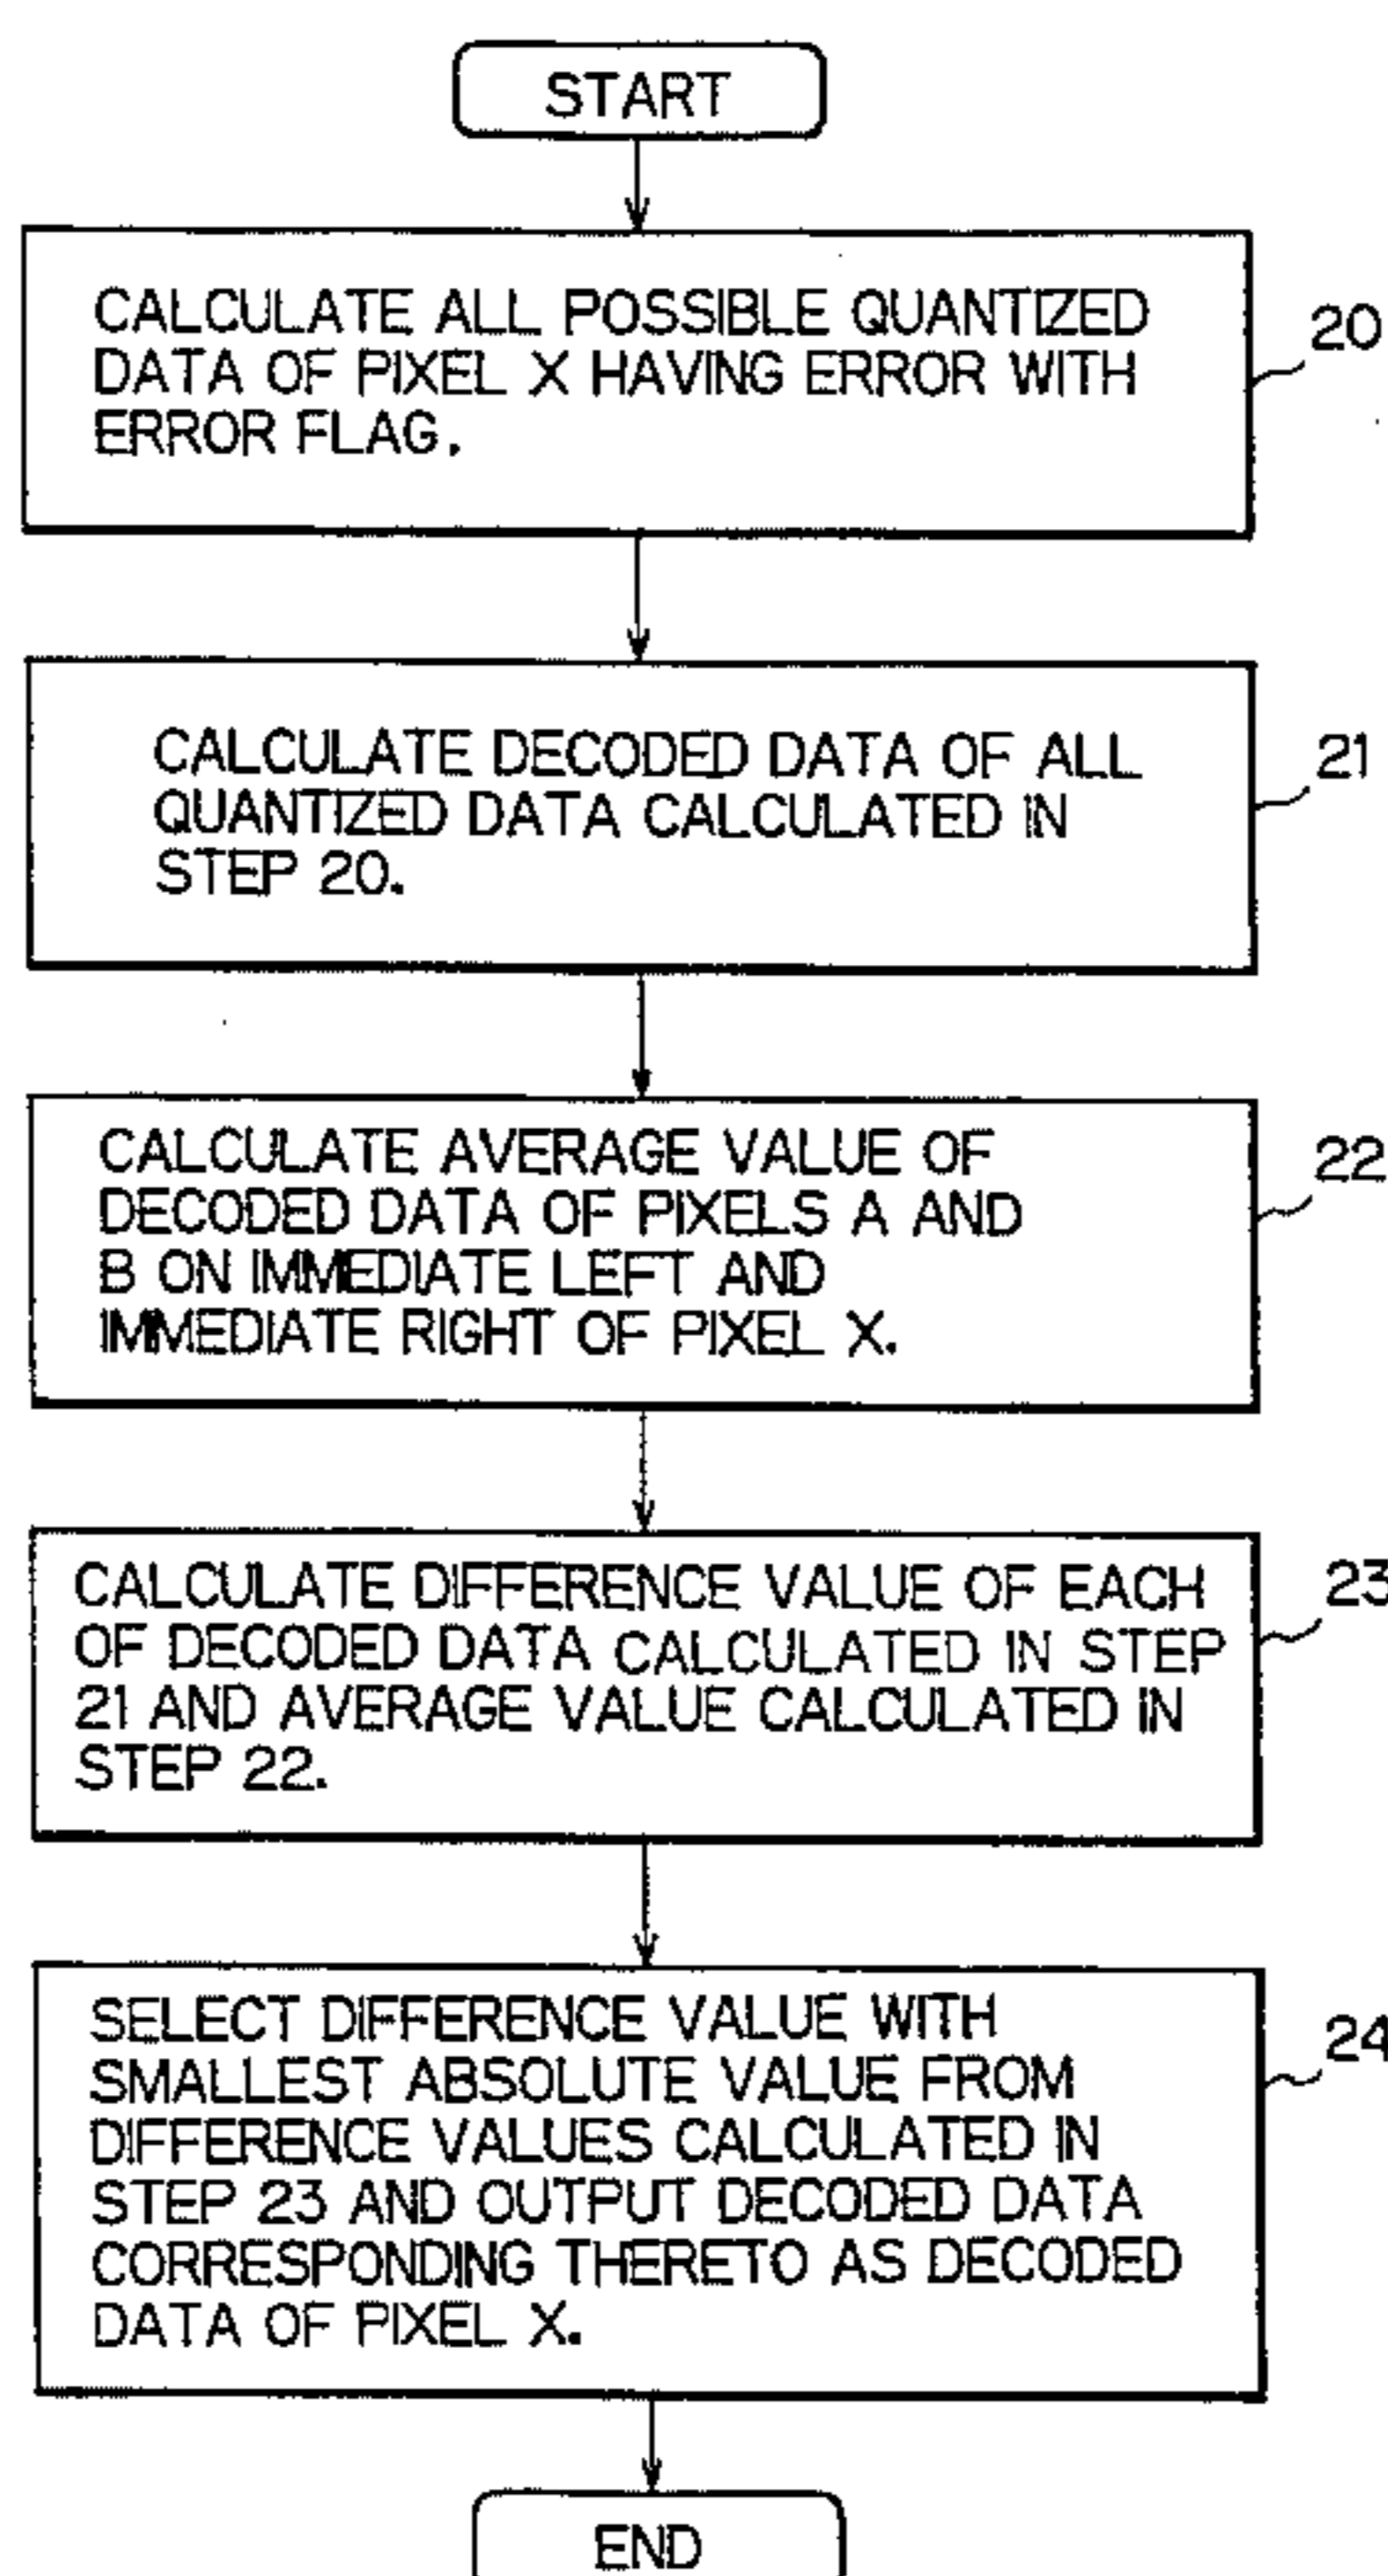 START
CALCULATE ALL POSSIBLE QUANTIZED
DATA OF PIXEL X HAVING ERROR WITH
ERROR FLAG.
20
CALCULATE DECODED DATA OF ALL
QUANTIZED DATA CALCULATED IN
STEP 20.
21
CALCULATE AVERAGE VALUE OF
DECODED DATA OF PIXELS A AND
B ON IMMEDIATE LEFT AND
IMMEDIATE RIGHT OF PIXEL X.
22
CALCULATE DIFFERENCE VALUE OF EACH
OF DECODED DATA CALCULATED IN STEP
21 AND AVERAGE VALUE CALCULATED IN
STEP 22.
23
SELECT DIFFERENCE VALUE WITH
SMALLEST ABSOLUTE VALUE FROM
DIFFERENCE VALUES CALCULATED IN
STEP 23 AND OUTPUT DECODED DATA
CORRESPONDING THERETO AS DECODED
DATA OF PIXEL X.
24
END